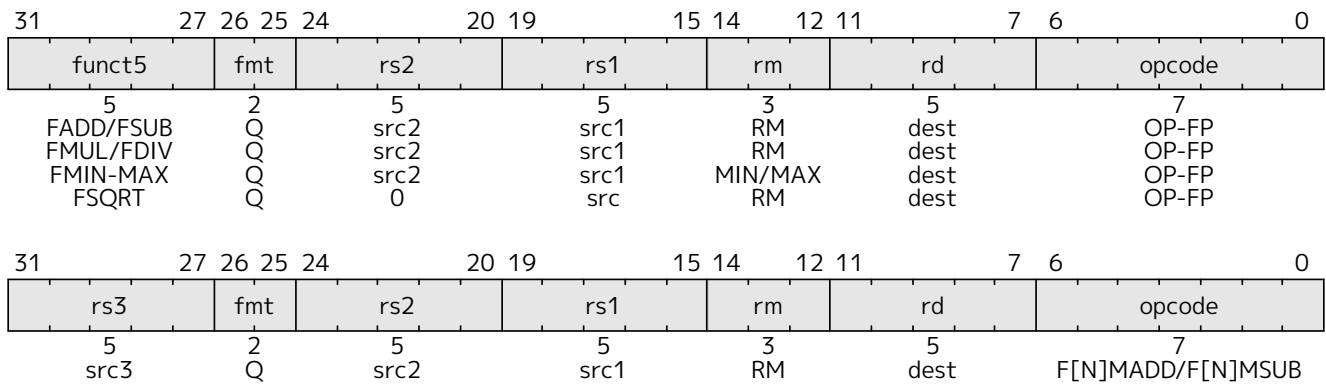 31 27 26 25 24 20 19 15 14 12 11 7 6 0
funct5 fmt rs2 rs1 rm rd opcode
5 2 5 5 3 5 7
FADD/FSUB Q src2 src1 RM dest OP-FP
FMUL/FDIV Q src2 src1 RM dest OP-FP
FMIN-MAX Q src2 src1 MIN/MAX dest OP-FP
FSQRT Q 0 src RM dest OP-FP
31 27 26 25 24 20 19 15 14 12 11 7 6 0
rs3 fmt rs2 rs1 rm rd opcode
5 2 5 5 3 5 7
src3 Q src2 src1 RM dest F[N]MADD/F[N]MSUB